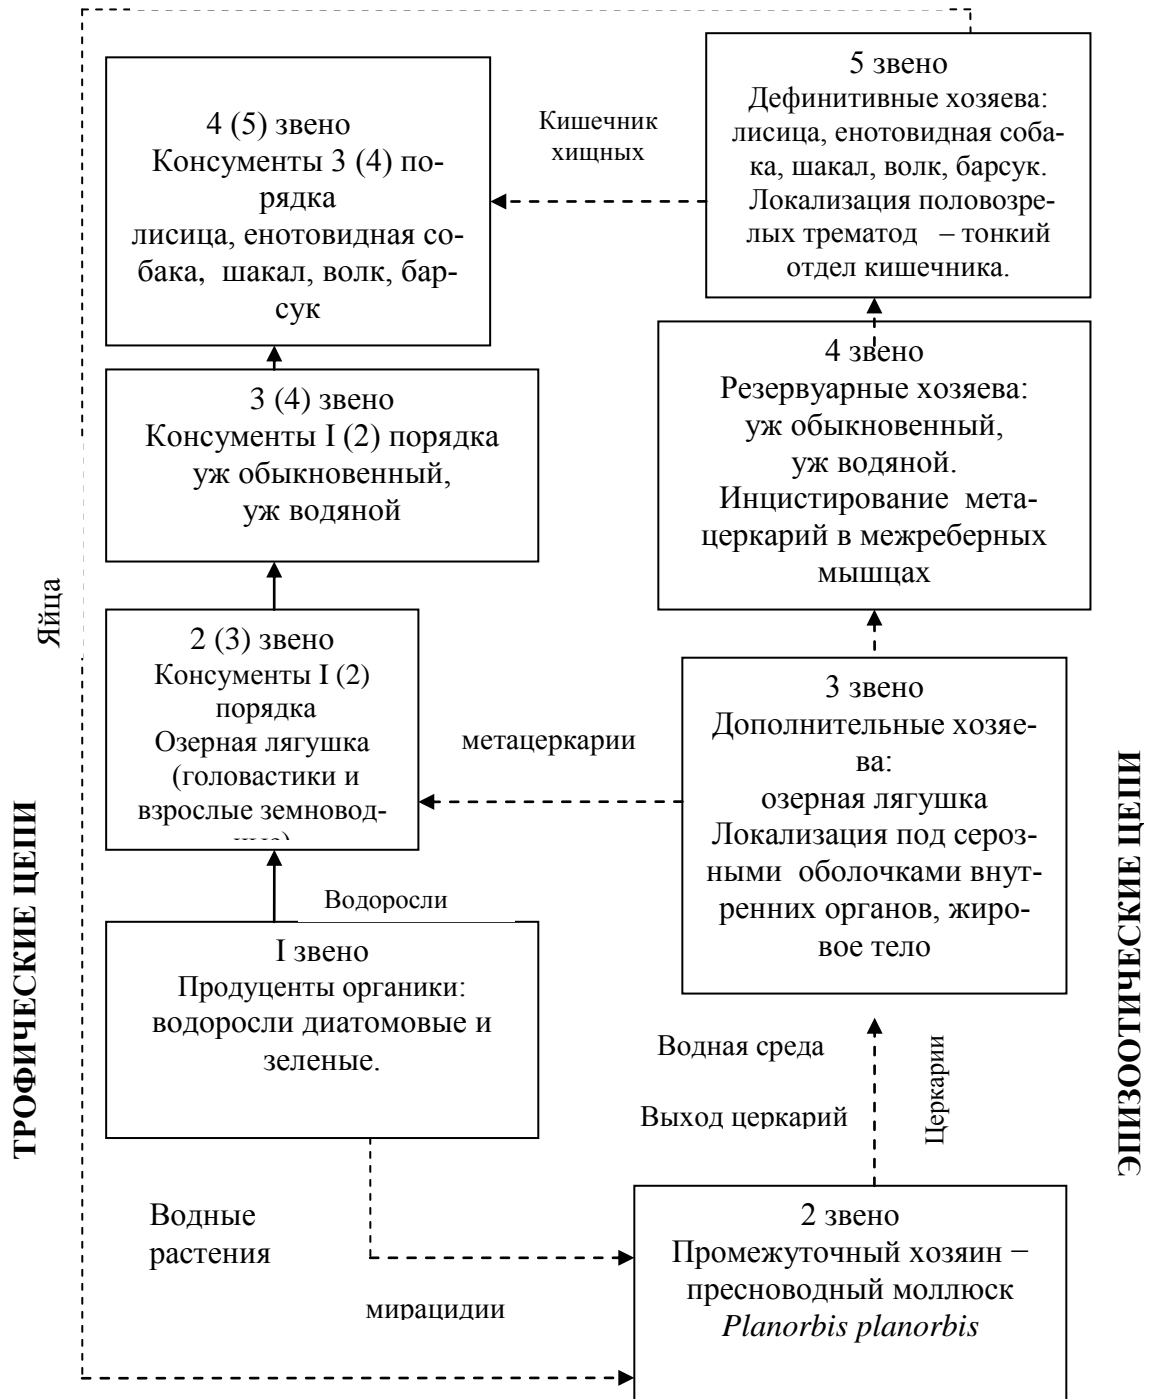 5 звено
Дефинитивные хозяева:
лисица, енотовидная соба-
ка, шакал, волк, барсук.
Локализация половозре-
лых трематод – тонкий
отдел кишечника.
Кишечник
хищных
4 (5) звено
Консументы 3 (4) по-
рядка
лисица, енотовидная со-
бака, шакал, волк, бар-
сук
4 звено
Резервуарные хозяева:
уж обыкновенный,
уж водяной.
Инцистирование мета-
церкарий в межреберных
мышцах
3 (4) звено
Консументы I (2) порядка
уж обыкновенный,
уж водяной
Яйца
2 (3) звено
Консументы I (2)
порядка
Озерная лягушка
(головастики и
взрослые земновод-
ные)
метацеркарии
3 звено
Дополнительные хозяе-
ва:
озерная лягушка
Локализация под сероз-
ными оболочками внут-
ренних органов, жиро-
вое тело
ТРОФИЧЕСКИЕ ЦЕПИ
ЭПИЗООТИЧЕСКИЕ ЦЕПИ
Водоросли
I звено
Продуценты органики:
водоросли диатомовые и
зеленые.
Водная среда
Выход церкарий
Церкарии
Водные
растения
мирацидии
2 звено
Промежуточный хозяин –
пресноводный моллюск
Planorbis planorbis